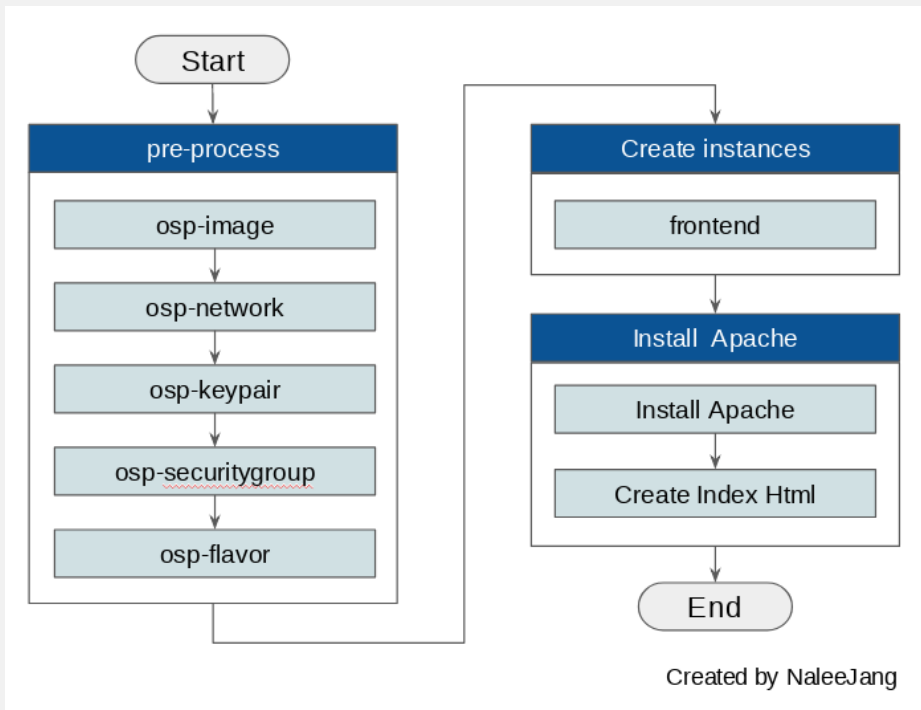 Start
pre-process
osp-image
osp-network
osp-keypair
osp-securitygroup
osp-flavor
Create instances
frontend
Install  Apache
Install Apache
Create Index Html
End
Created by NaleeJang